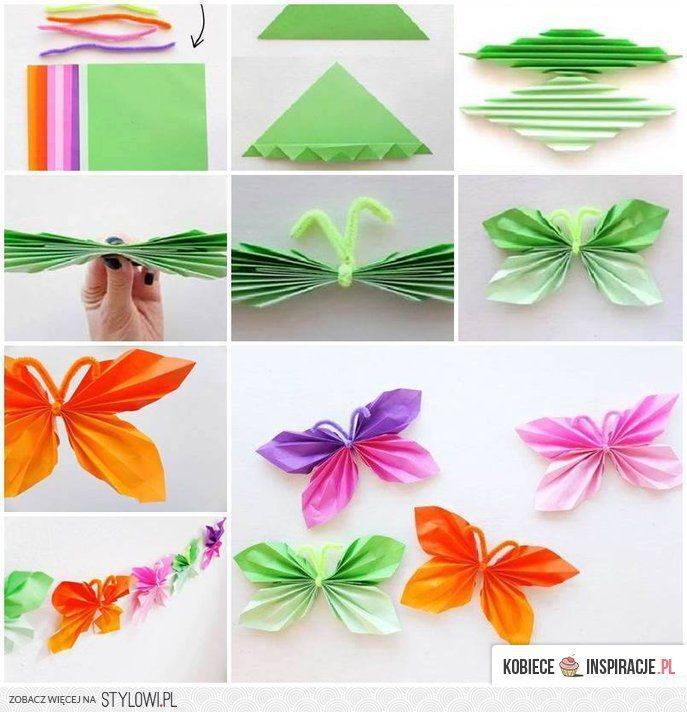 KOBIECE INSPIRACJE.PL
ZOBACZ WIĘCEJ NA STYLOWI.PL